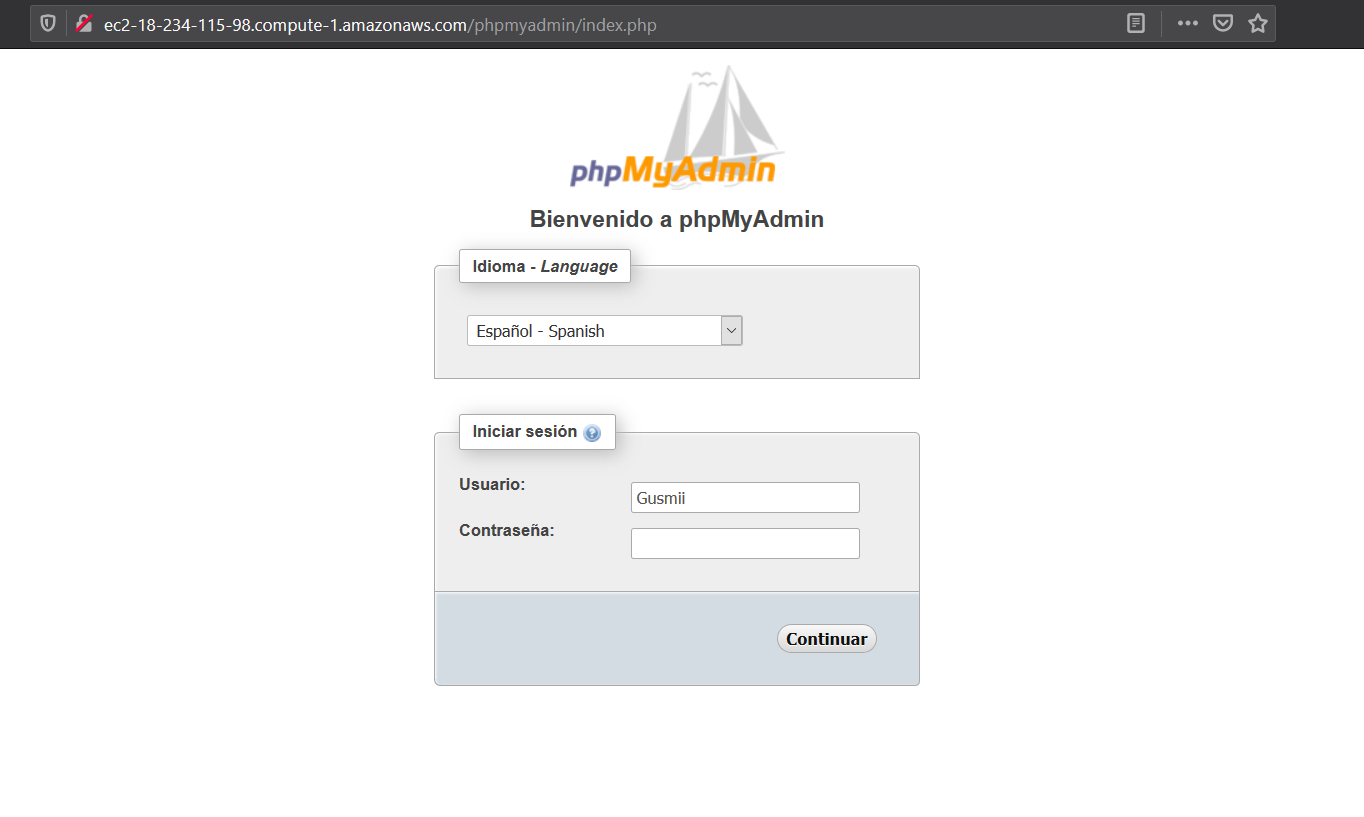 ec2-18-234-115-98.compute-1.amazonaws.com/phpmyadmin/index.php
phpMyAdmin
Bienvenido a phpMyAdmin
Idioma - Language
Español - Spanish
Iniciar sesión
Usuario:
Gusmii
Contraseña:
Continuar